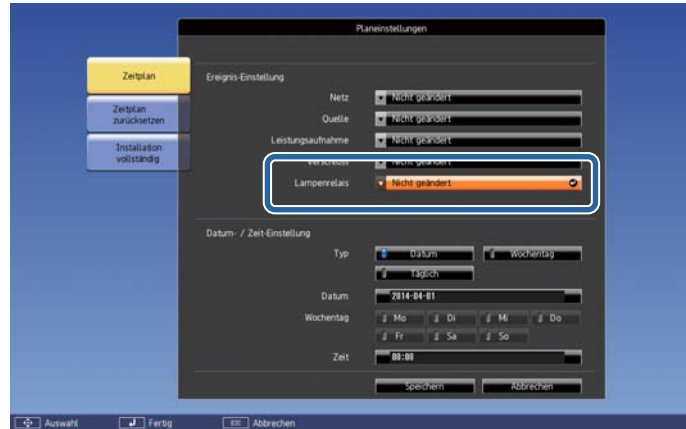 Planeinstellungen
Zeitplan
Zeitplan
zurücksetzen
Installation
vollständig
Ereignis-Einstellung
Netz Nicht geändert
Quelle Nicht geändert
Leistungsaufnahme Nicht geändert
Verschluss Nicht geändert
Lampenrelais Nicht geändert
Datum- / Zeit-Einstellung
Typ Datum Wochentag
Täglich
Datum 2014-04-01
Wochentag Mo Di Mi Do
Fr Sa So
Zeit 00:00
Speichern Abbrechen
Auswahl Fertig ESC Abbrechen